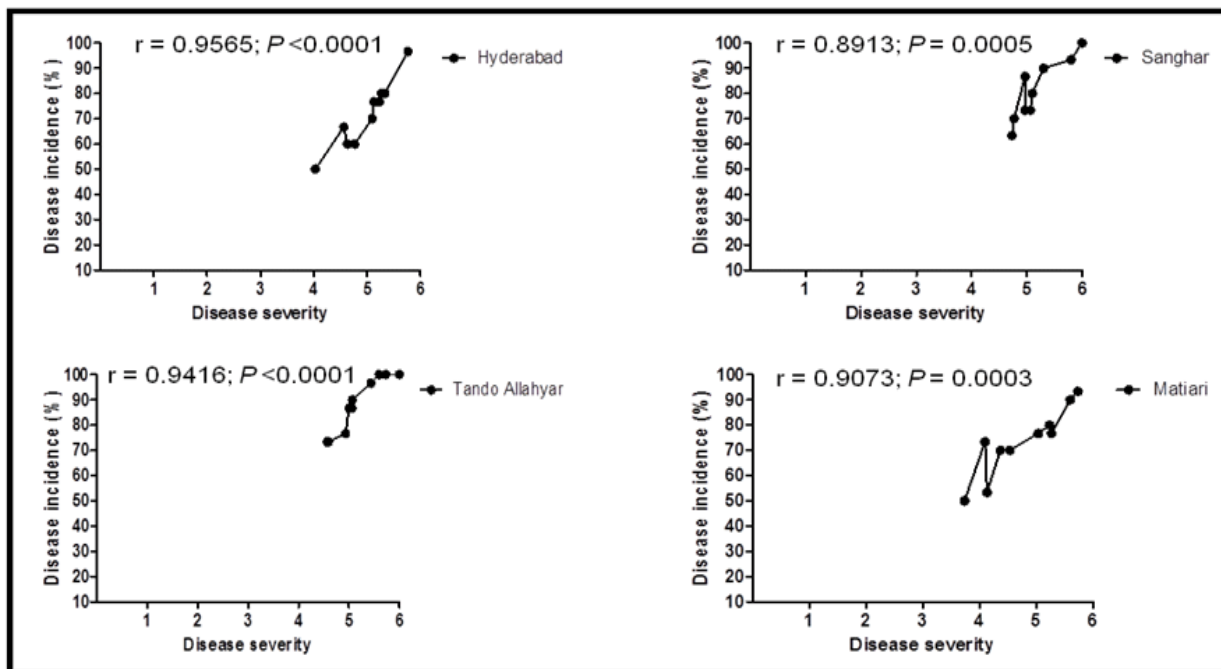 r = 0.9565; P <0.0001
Hyderabad
Disease incidence (%)
100
90
80
70
60
50
40
30
20
10
1 2 3 4 5 6
Disease severity
r = 0.8913; P = 0.0005
Sanghar
Disease incidence (%)
100
90
80
70
60
50
40
30
20
10
1 2 3 4 5 6
Disease severity
r = 0.9416; P <0.0001
Tando Allahyar
Disease incidence (%)
100
90
80
70
60
50
40
30
20
10
1 2 3 4 5 6
Disease severity
r = 0.9073; P = 0.0003
Matiari
Disease incidence (%)
100
90
80
70
60
50
40
30
20
10
1 2 3 4 5 6
Disease severity